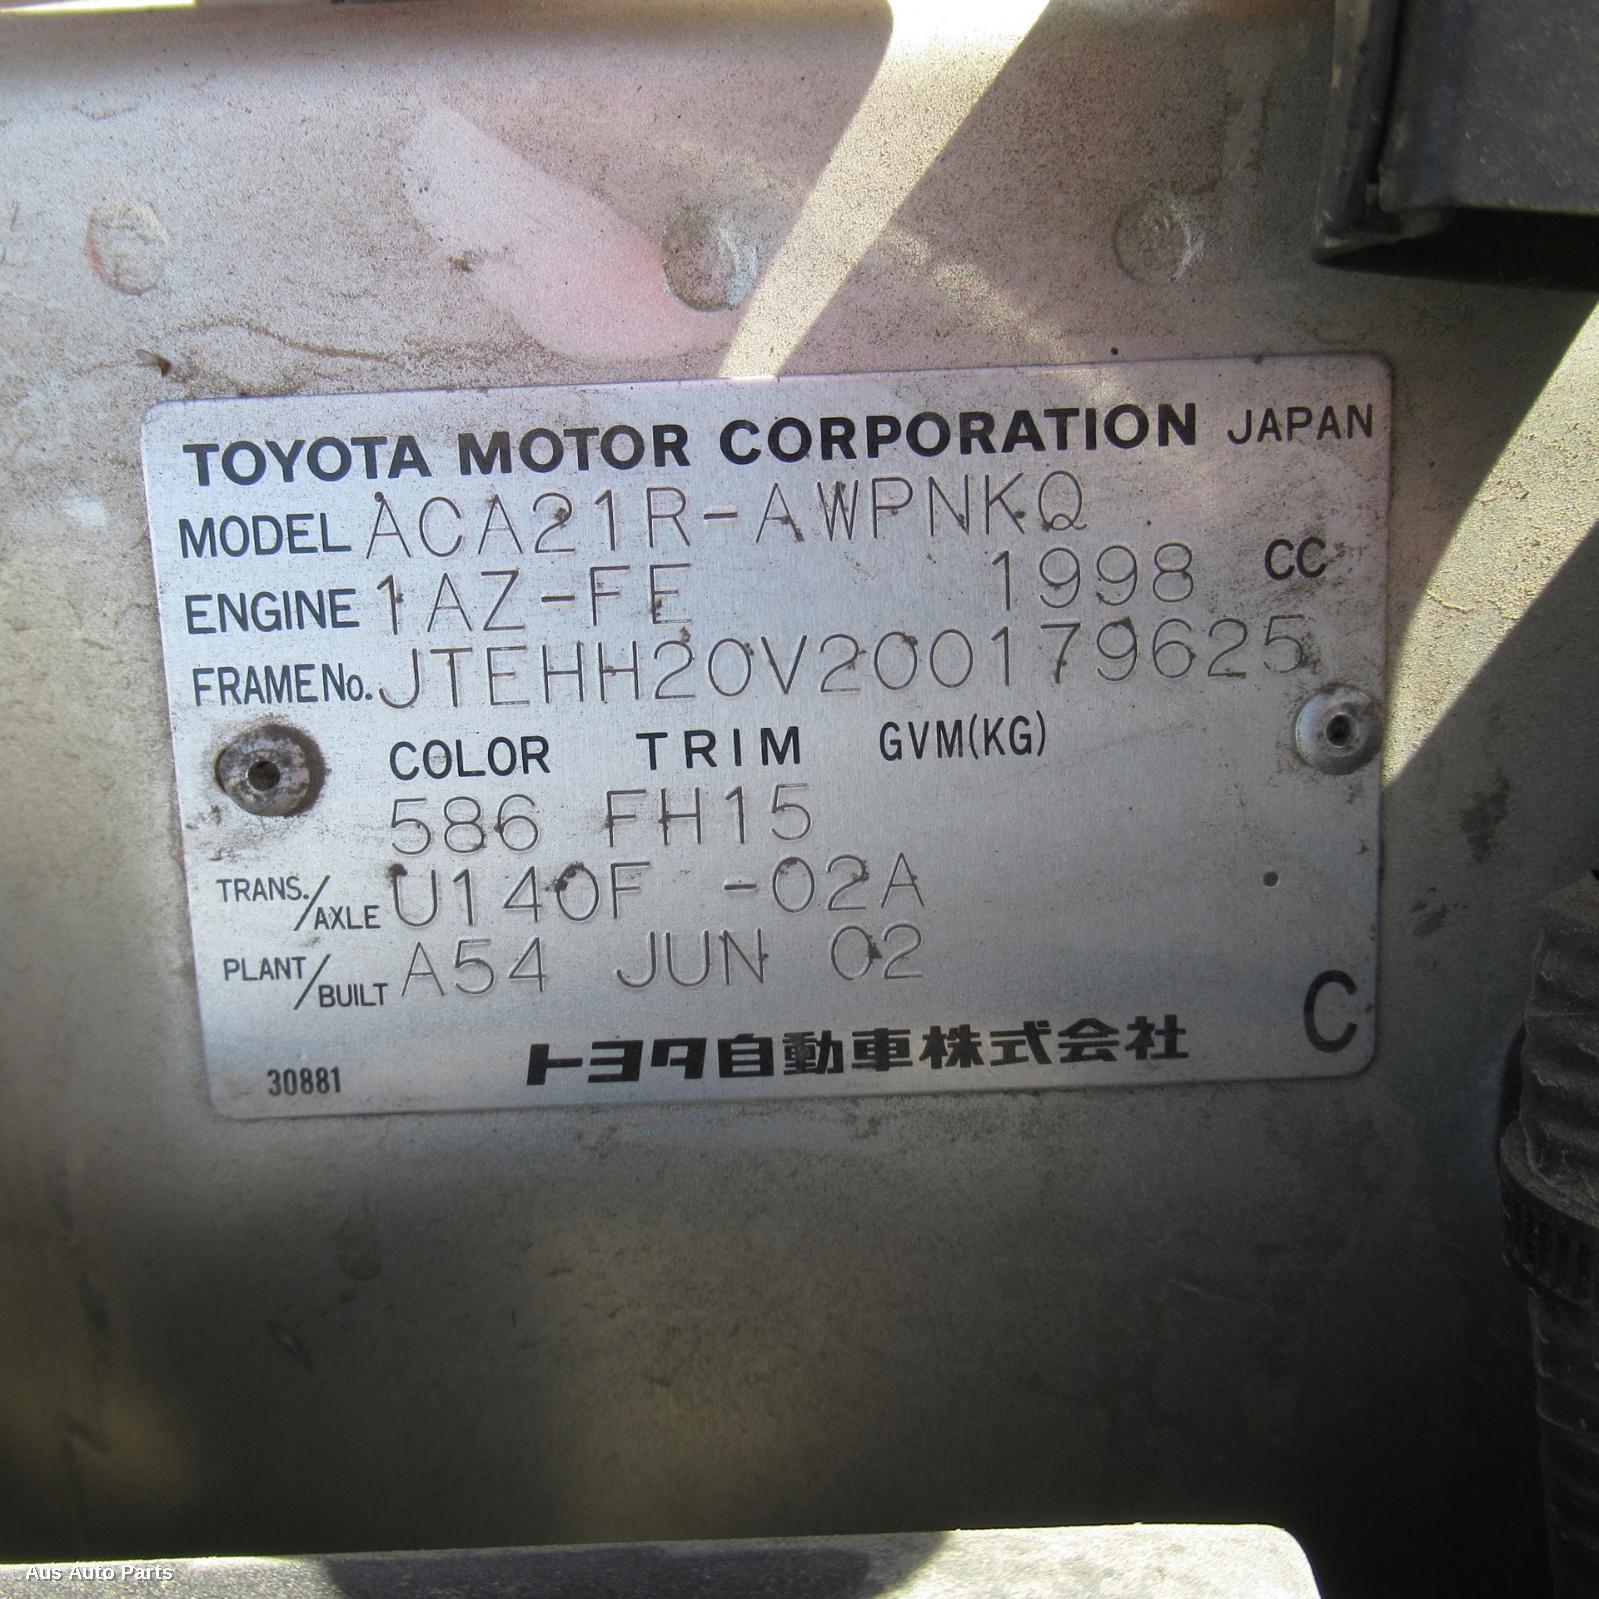 TOYOTA MOTOR CORPORATION JAPAN
MODEL ACA21R-AWPNKQ
ENGINE 1AZ-FE 1998 CC
FRAME No. JTEHH20V200179625
COLOR TRIM GVM(KG)
586 FH15
TRANS./AXLE U140F -02A
PLANT/BUILT A54 JUN 02
C
トヨタ自動車株式会社
30881
Aus Auto Parts